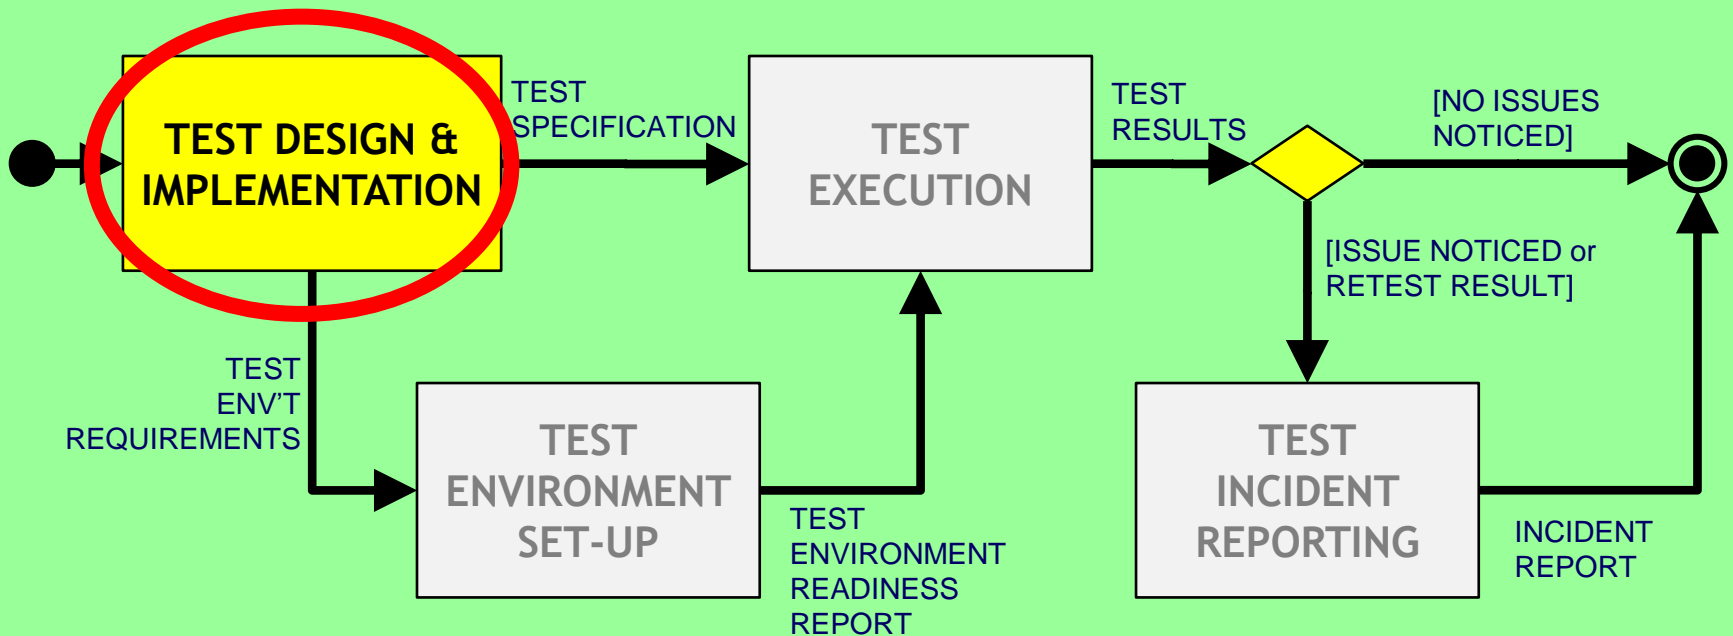 TEST DESIGN &
IMPLEMENTATION
TEST
SPECIFICATION
TEST
EXECUTION
TEST
RESULTS
[NO ISSUES
NOTICED]
[ISSUE NOTICED or
RETEST RESULT]
TEST
ENV'T
REQUIREMENTS
TEST
ENVIRONMENT
SET-UP
TEST
ENVIRONMENT
READINESS
REPORT
TEST
INCIDENT
REPORTING
INCIDENT
REPORT